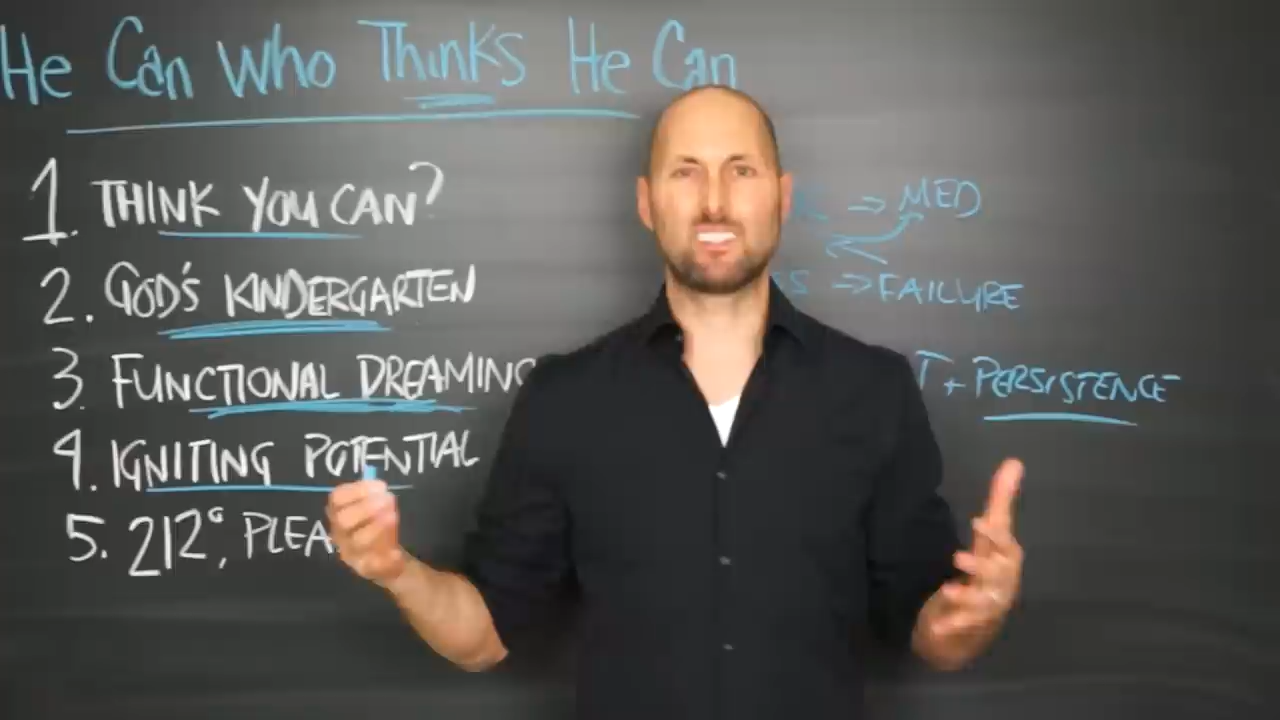 He Can Who Thinks He Can
1. THINK YOU CAN?
2. GOD'S KINDERGARTEN
3. FUNCTIONAL DREAMING
4. IGNITING POTENTIAL
5. 212°,
⇒ MED
⇒ FAILURE
+ PERSISTENCE